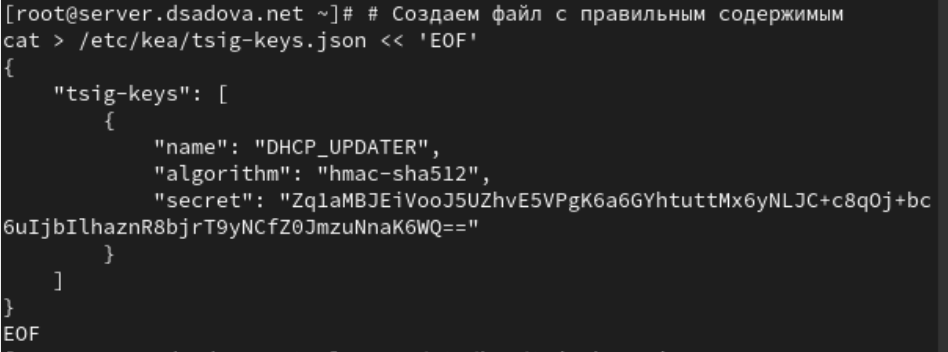 [root@server.dsadova.net ~]# # Создаем файл с правильным содержимым
cat > /etc/kea/tsig-keys.json << 'EOF'
{
    "tsig-keys": [
        {
            "name": "DHCP_UPDATER",
            "algorithm": "hmac-sha512",
            "secret": "Zq1aMBJEiVooJ5UZhvE5VPgK6a6GYhtuttMx6yNLJC+c8qOj+bc
6uIjbIlhaznR8bjrT9yNCfZ0JmzuNnaK6WQ=="
        }
    ]
}
EOF